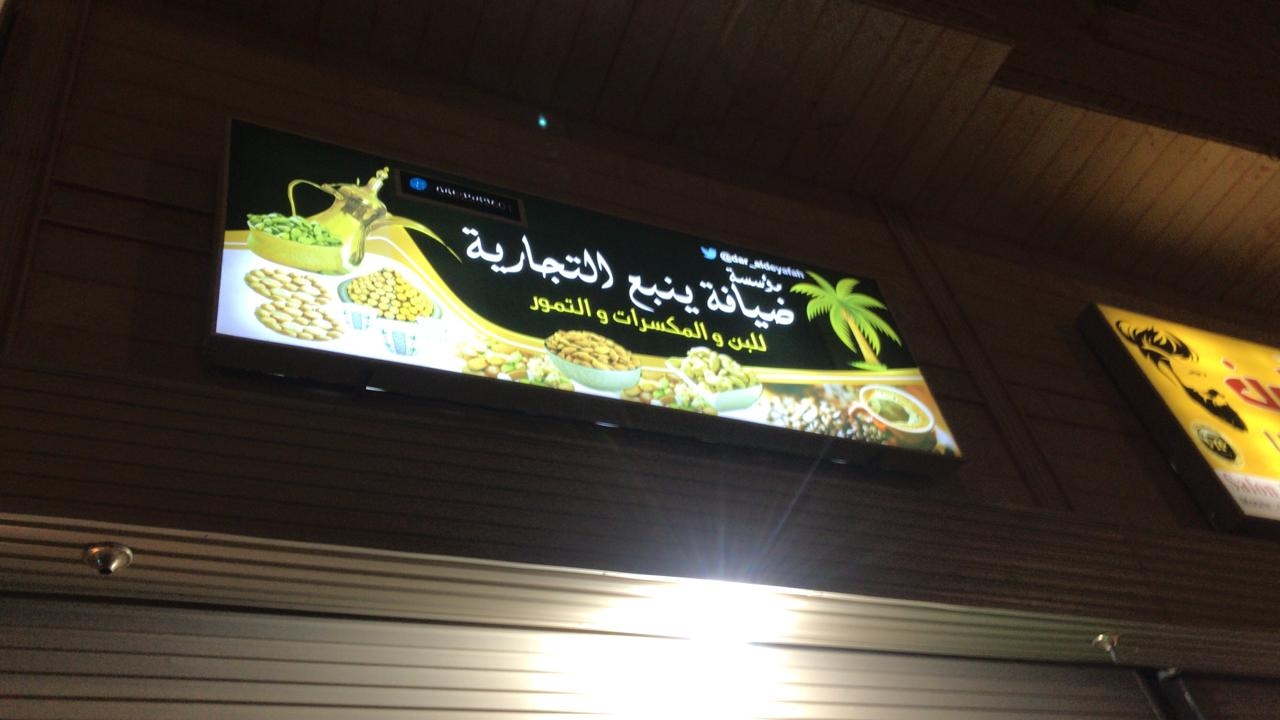 @dar_aldeyafah
مؤسسة
ضيافة ينبع التجارية
للبن و المكسرات و التمور